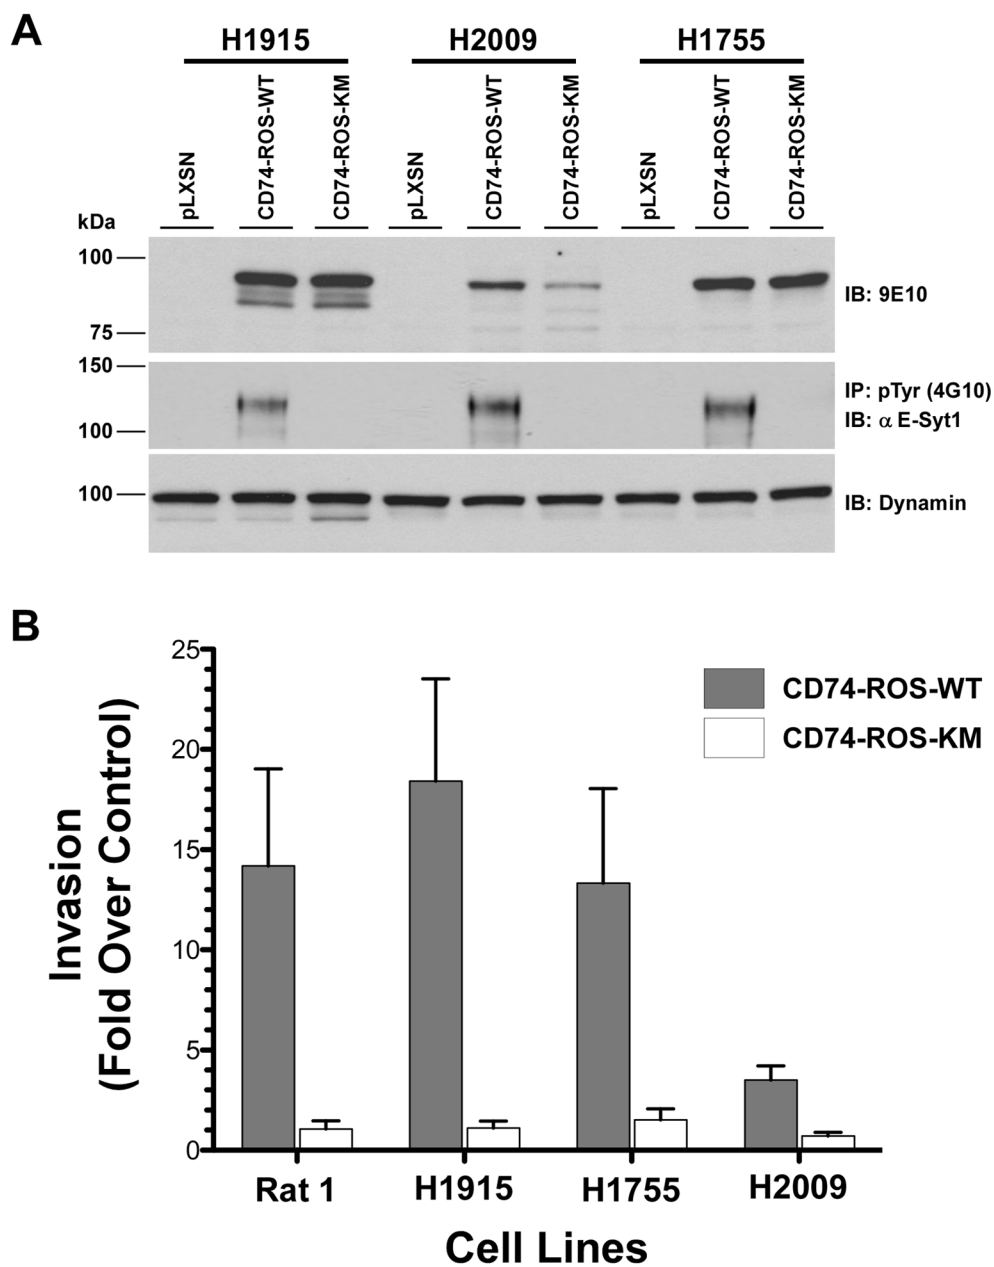 A
H1915 H2009 H1755
pLXSN CD74-ROS-WT CD74-ROS-KM pLXSN CD74-ROS-WT CD74-ROS-KM pLXSN CD74-ROS-WT CD74-ROS-KM
kDa
100
IB: 9E10
75
150
IP: pTyr (4G10)
IB: α E-Syt1
100
100
IB: Dynamin
B
25
20
15
10
5
0
Invasion
(Fold Over Control)
CD74-ROS-WT
CD74-ROS-KM
Rat 1 H1915 H1755 H2009
Cell Lines